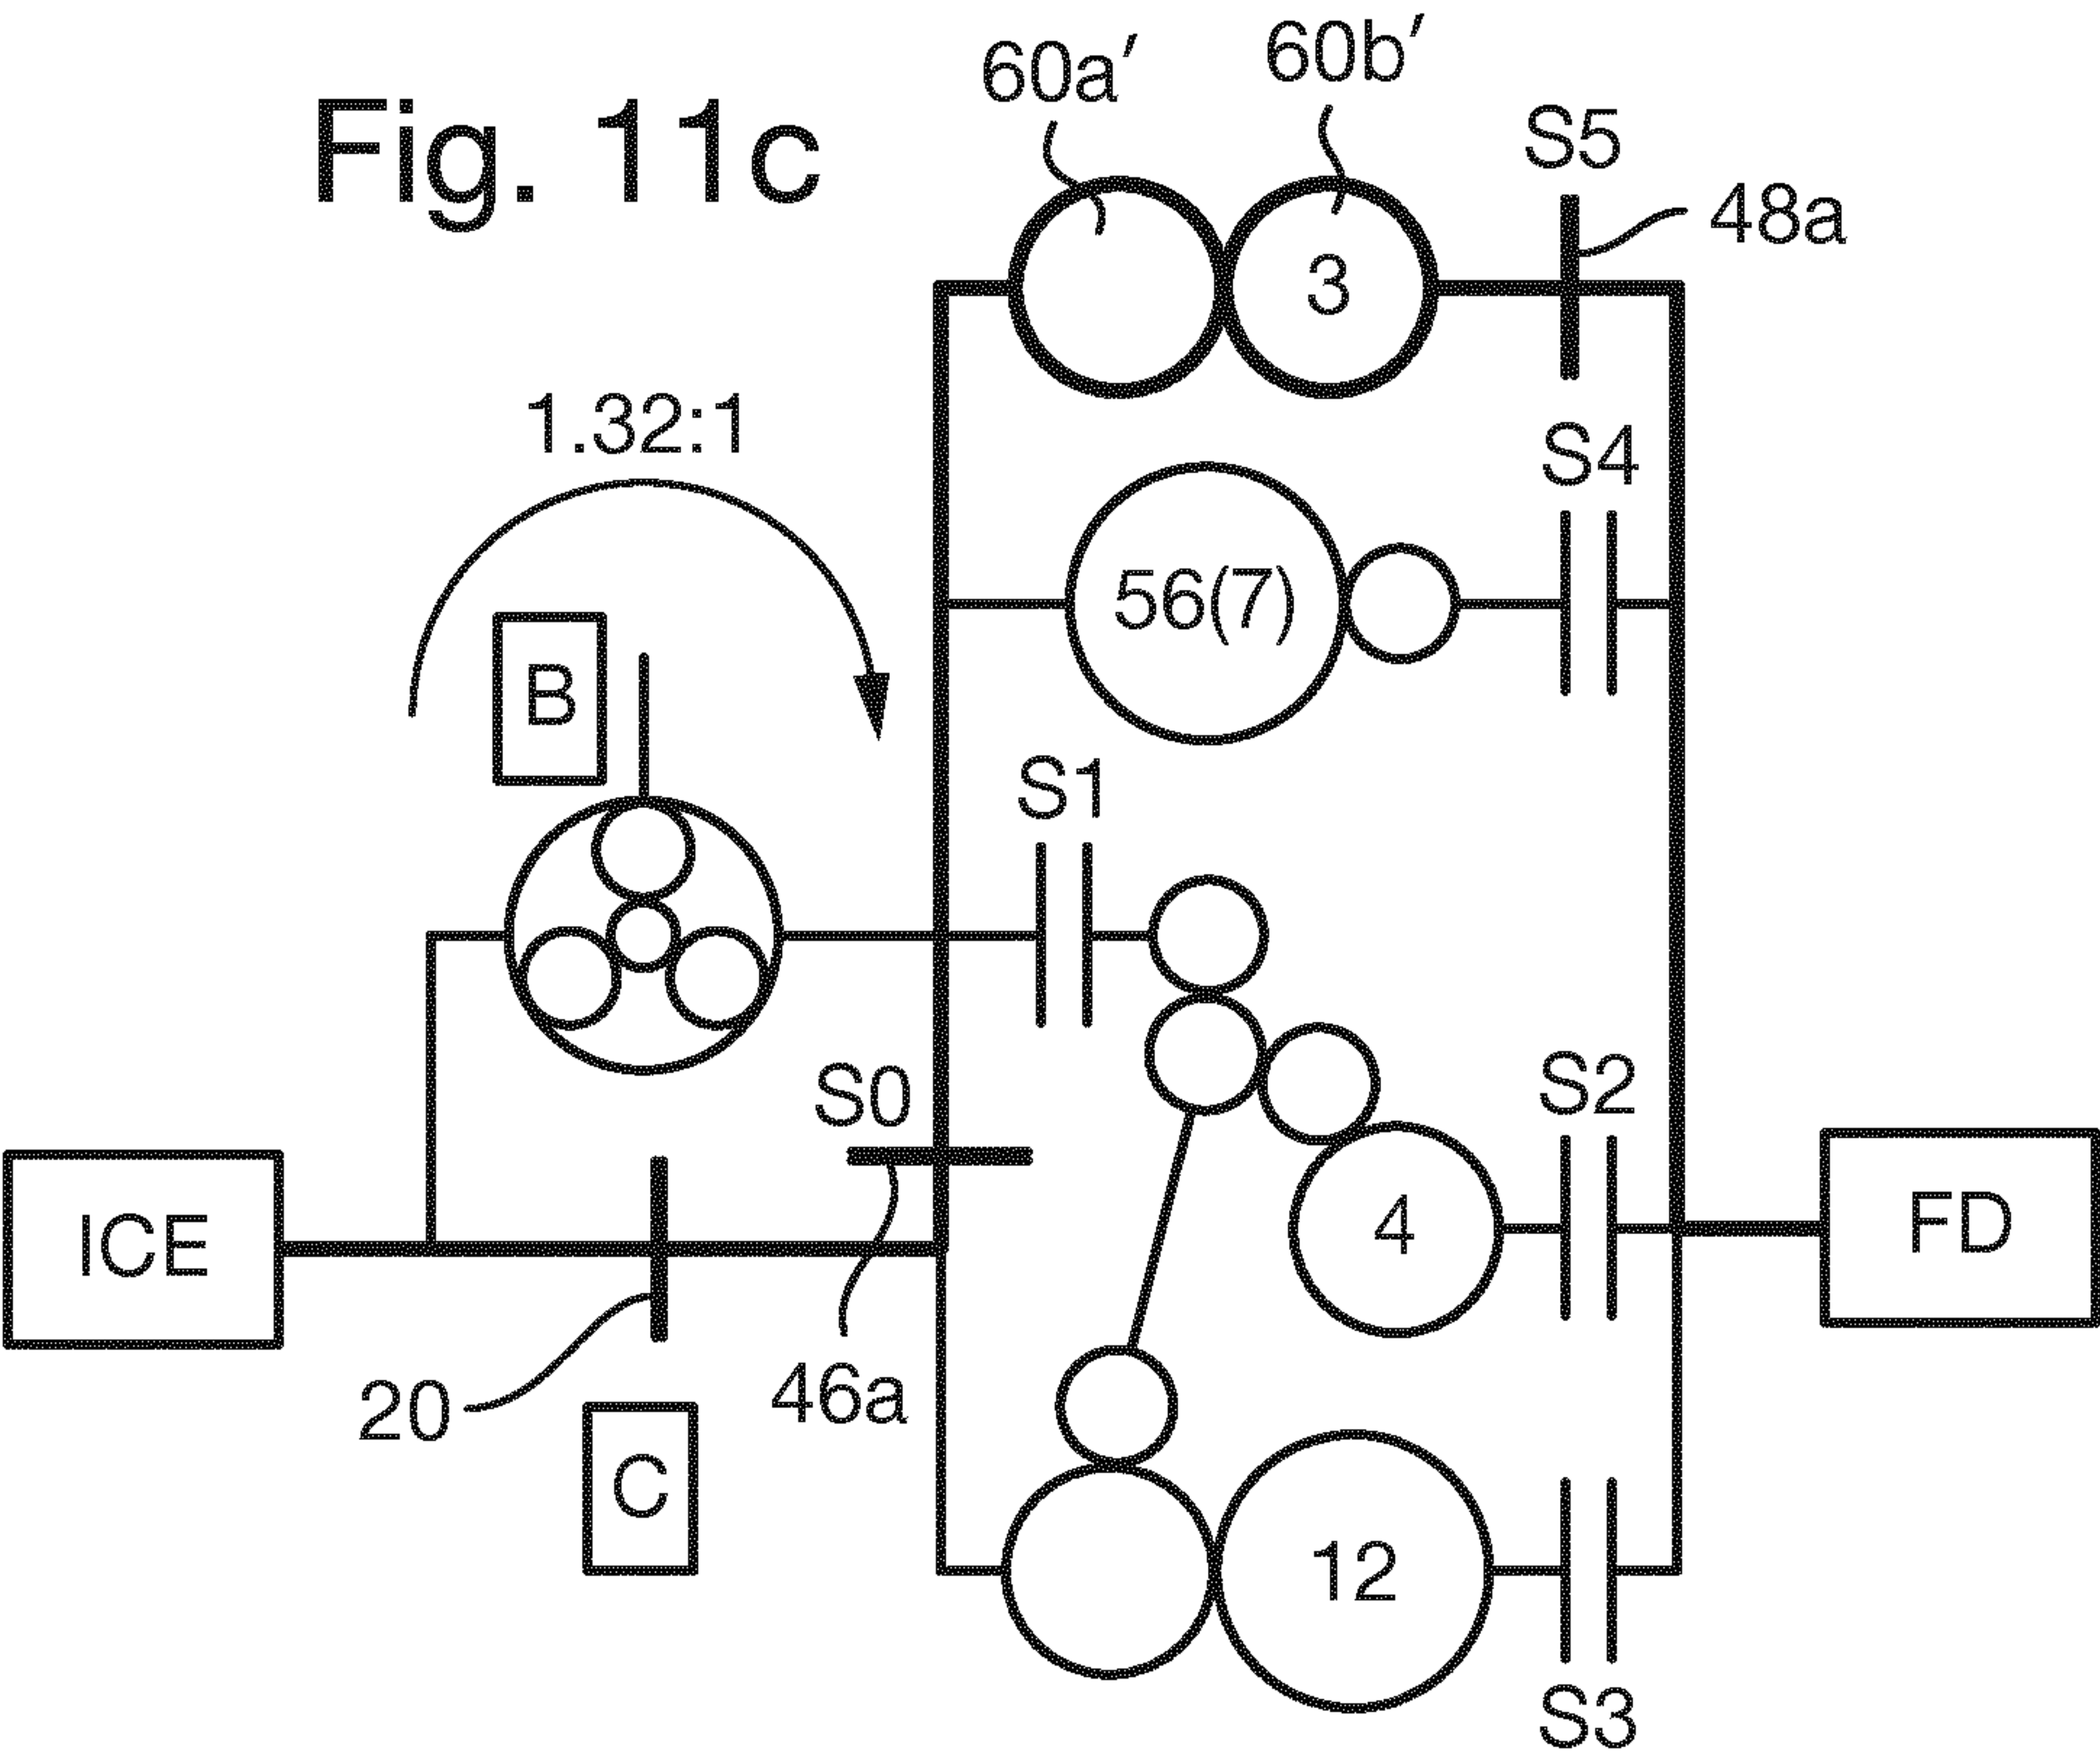 Fig. 11c
60a'
60b'
S5
48a
3
1.32:1
S4
56(7)
B
S1
S0
S2
ICE
4
FD
20
46a
C
12
S3